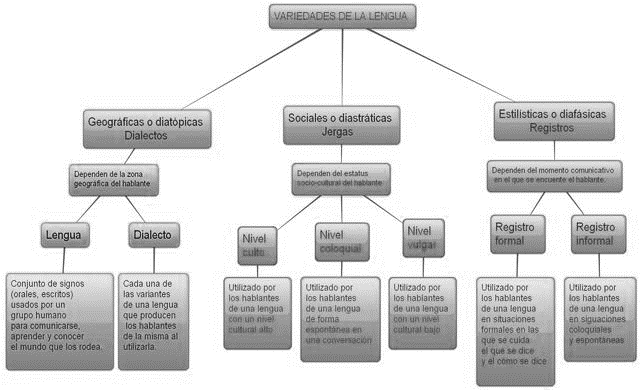 VARIEDADES DE LA LENGUA
Geográficas o diatópicas
Dialectos
Sociales o diastráticas
Jergas
Estilísticas o diafásicas
Registros
Dependen de la zona
geográfica del hablante
Dependen del estatus
socio-cultural del hablante
Dependen del momento comunicativo
en el que se encuente el hablante.
Lengua
Dialecto
Nivel
culto
Nivel
coloquial
Nivel
vulgar
Registro
formal
Registro
informal
Conjunto de signos
(orales, escritos)
usados por un
grupo humano
para comunicarse,
aprender y conocer
el mundo que los rodea.
Cada una de
las variantes
de una lengua
que producen
los hablantes
de la misma al
utilizarla.
Utilizado por
los hablantes
de una lengua
con un nivel
cultural alto
Utilizado por
los hablantes
de una lengua
de forma
espontánea en
una conversación
Utilizado por
los hablantes
de una lengua
con un nivel
cultural bajo
Utilizado por
los hablantes
de una lengua
en situaciones
formales en las
que se cuida
el que se dice
y el cómo se dice
Utilizado por
los hablantes
de una lengua
en siguaciones
coloquiales
y espontáneas